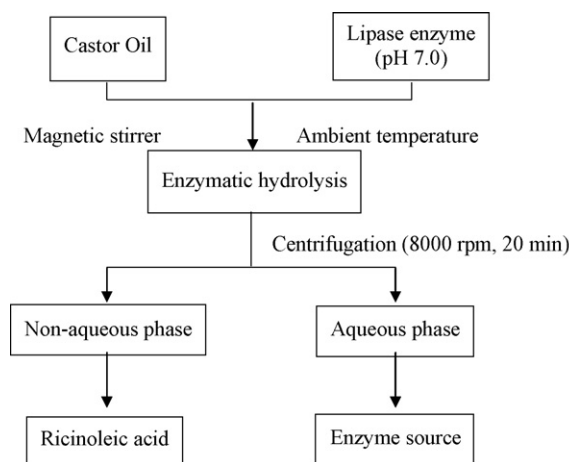 Castor Oil
Lipase enzyme
(pH 7.0)
Magnetic stirrer
Ambient temperature
Enzymatic hydrolysis
Centrifugation (8000 rpm, 20 min)
Non-aqueous phase
Aqueous phase
Ricinoleic acid
Enzyme source